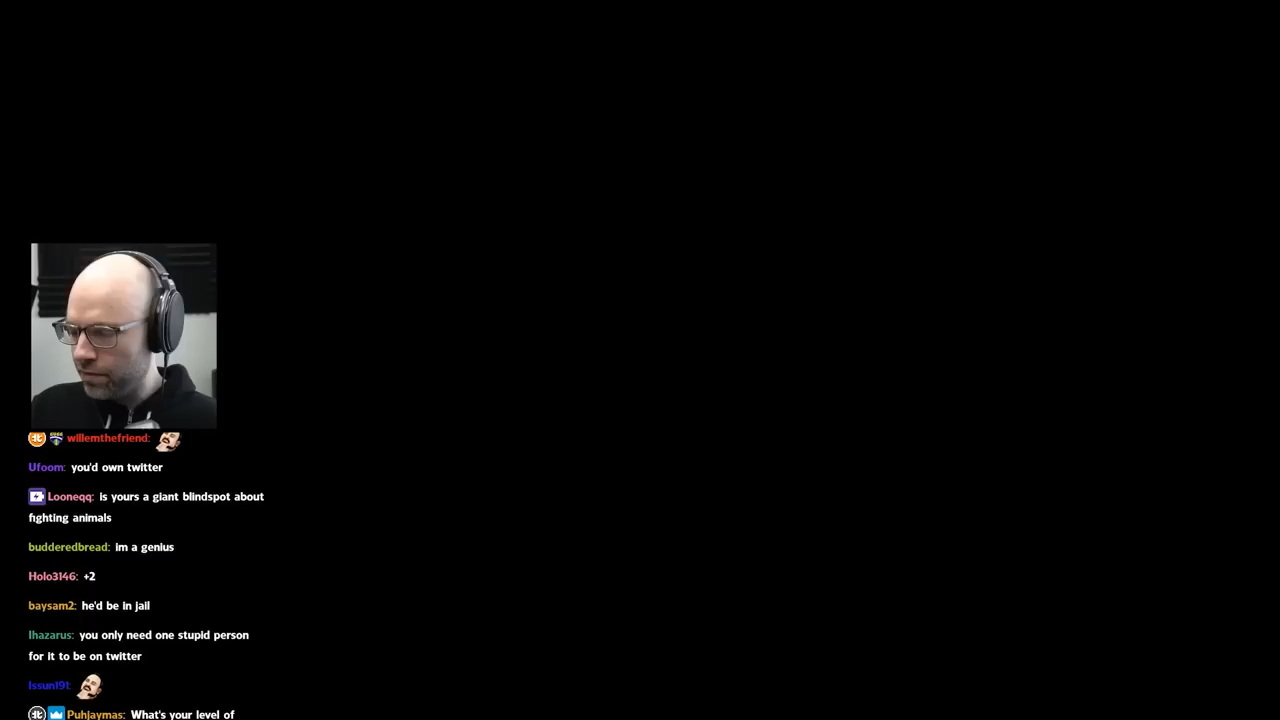 willemthefriend:
Ufoom: you'd own twitter
Looneqq: is yours a giant blindspot about
fighting animals
budderedbread: im a genius
Holo3146: +2
baysam2: he'd be in jail
lhazarus: you only need one stupid person
for it to be on twitter
Issun191:
Puhjaymas: What's your level of